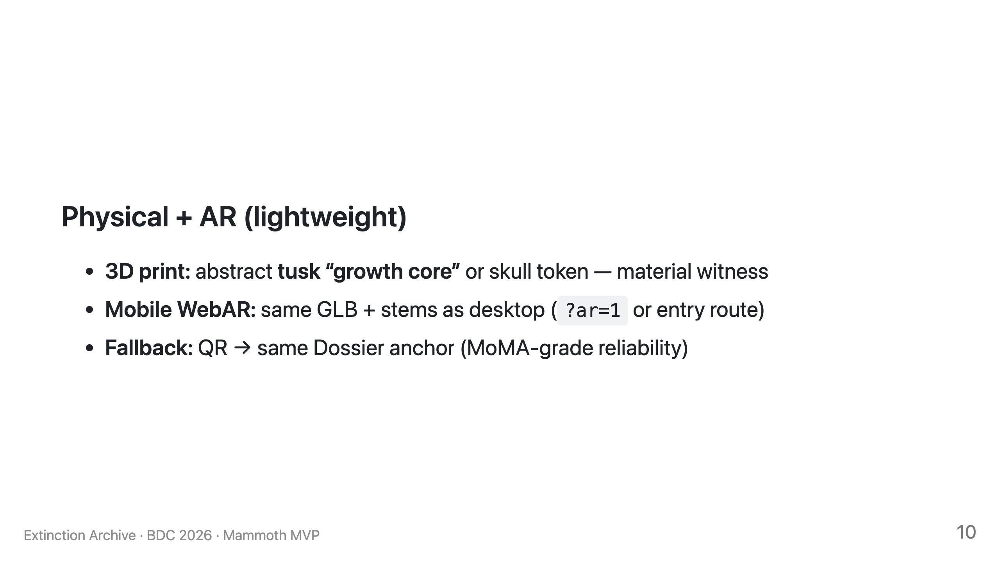 Physical + AR (lightweight)
• 3D print: abstract tusk “growth core” or skull token — material witness
• Mobile WebAR: same GLB + stems as desktop ( ?ar=1 or entry route)
• Fallback: QR → same Dossier anchor (MoMA-grade reliability)
Extinction Archive · BDC 2026 · Mammoth MVP
10